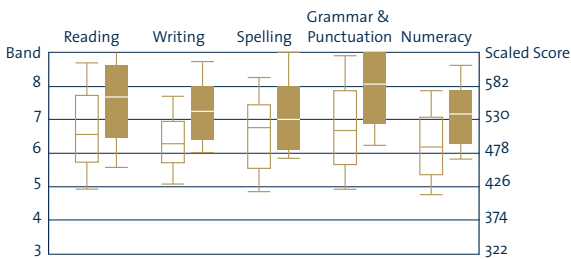 Grammar &
Reading Writing Spelling Punctuation Numeracy
Band Scaled Score
8 582
7 530
6 478
5 426
4 374
3 322